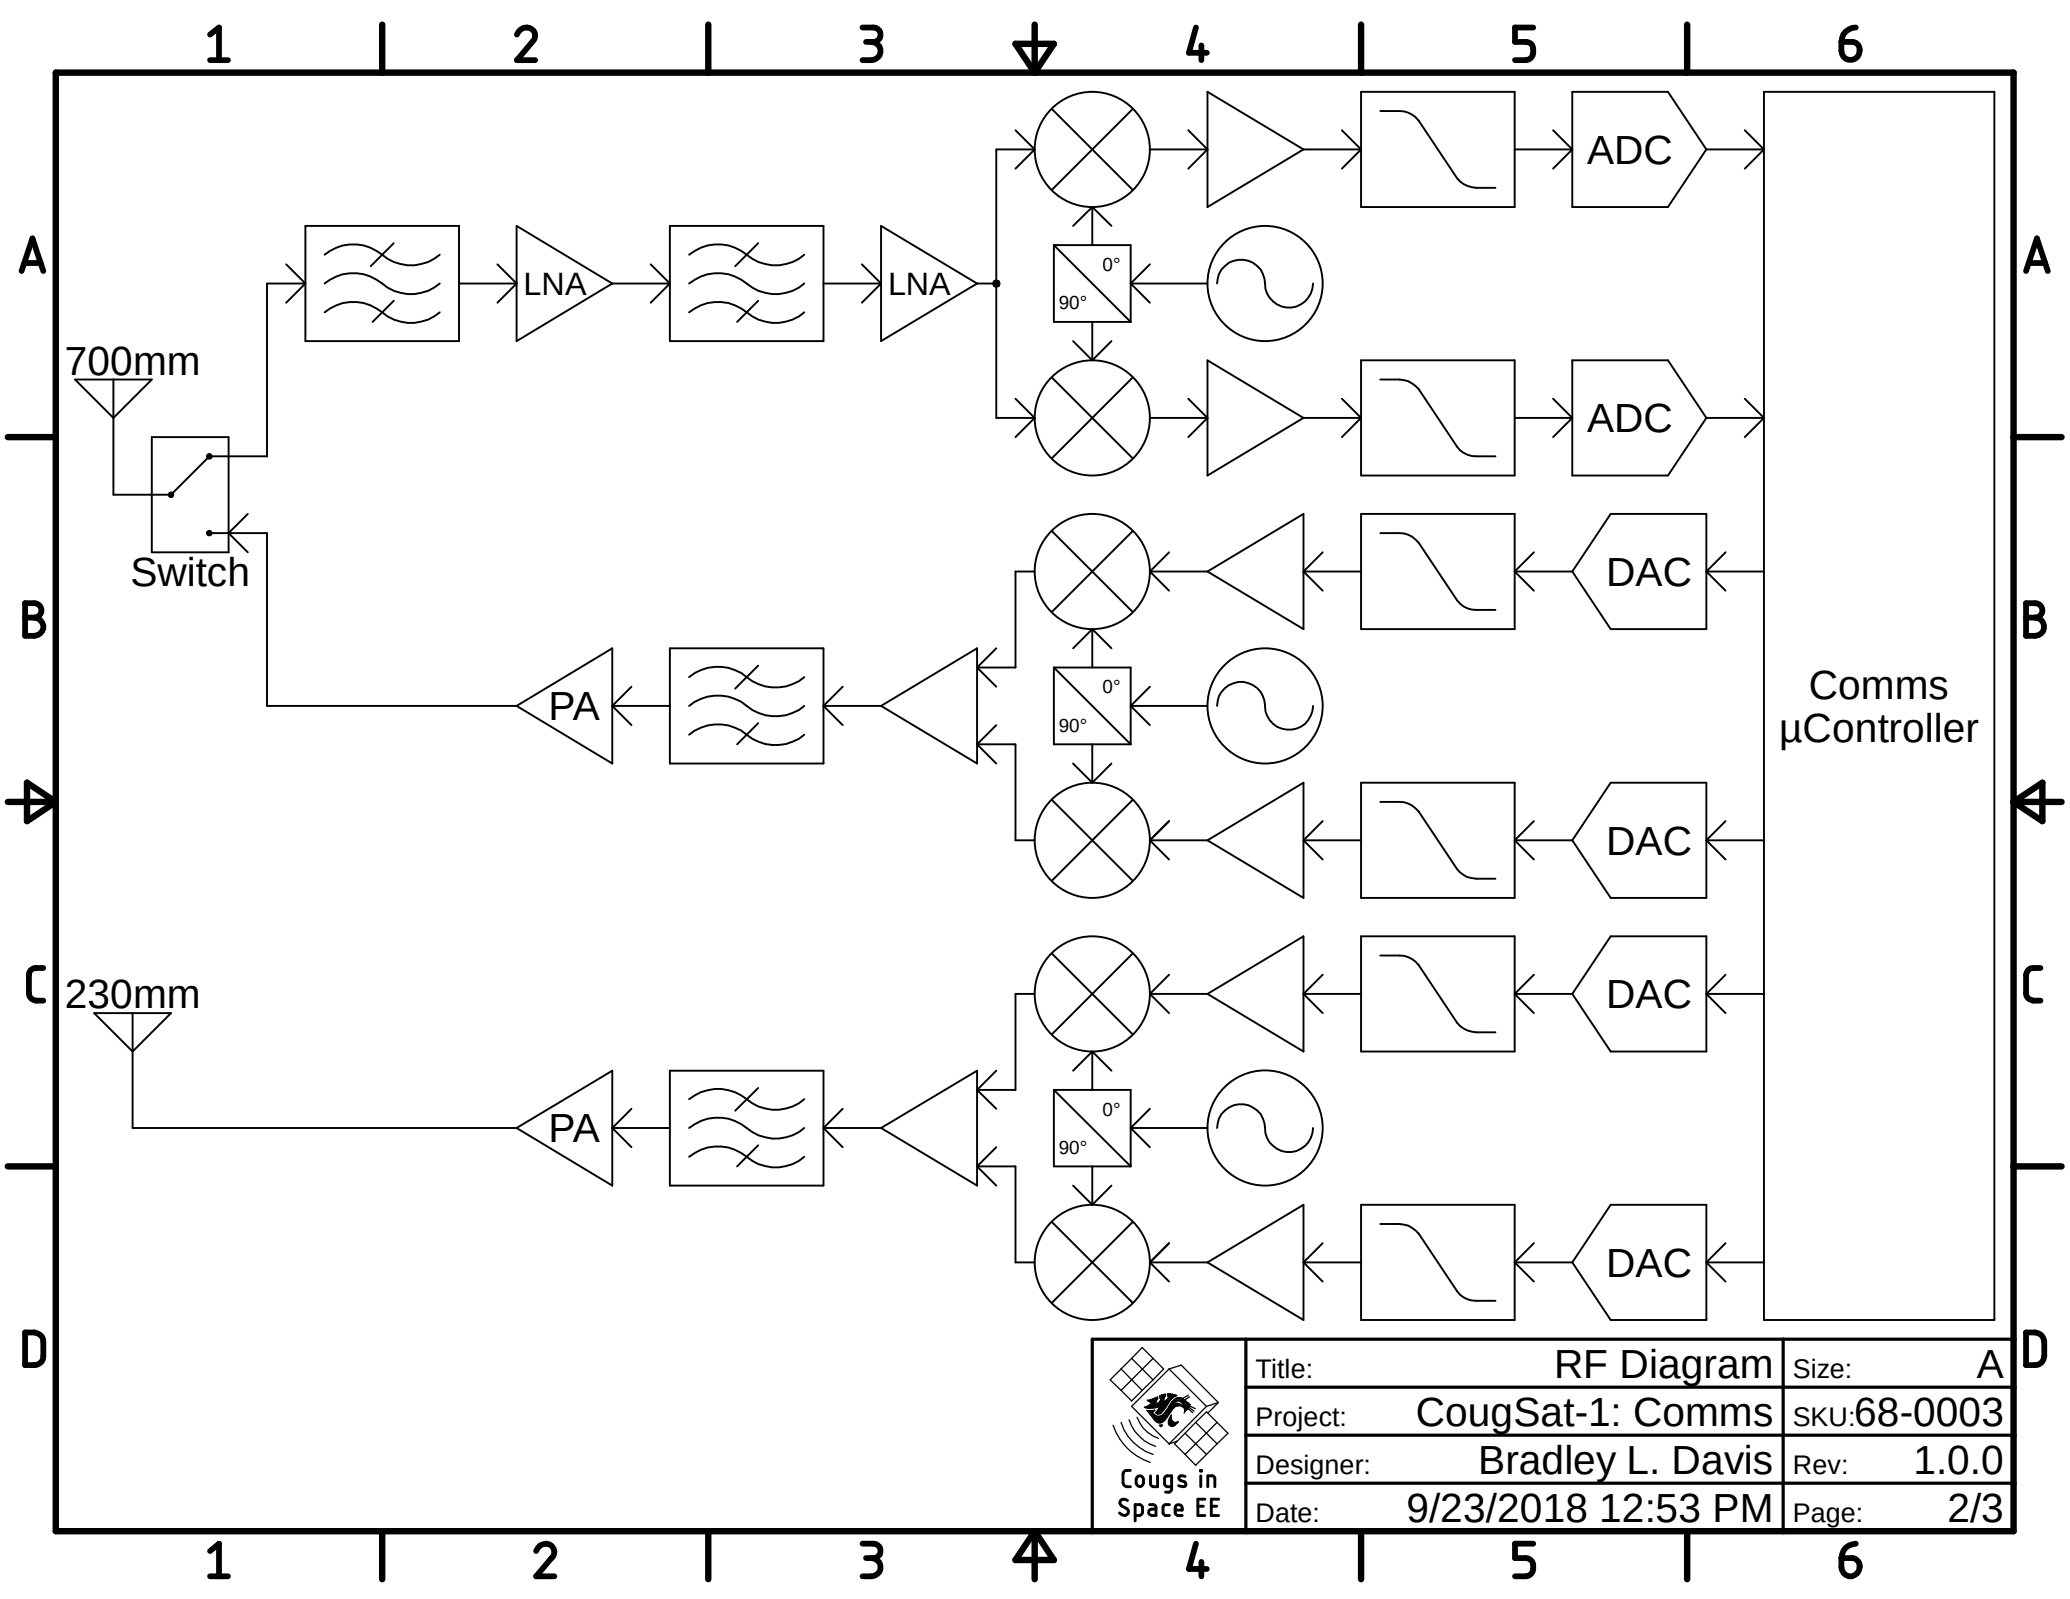 1 2 3 4 5 6
A A
B B
C C
D D
1 2 3 4 5 6
700mm
Switch
LNA
LNA
0°
90°
ADC
ADC
PA
0°
90°
DAC
DAC
230mm
PA
0°
90°
DAC
DAC
Comms
µController
Cougs in
Space EE
Title: RF Diagram Size: A
Project: CougSat-1: Comms SKU: 68-0003
Designer: Bradley L. Davis Rev: 1.0.0
Date: 9/23/2018 12:53 PM Page: 2/3